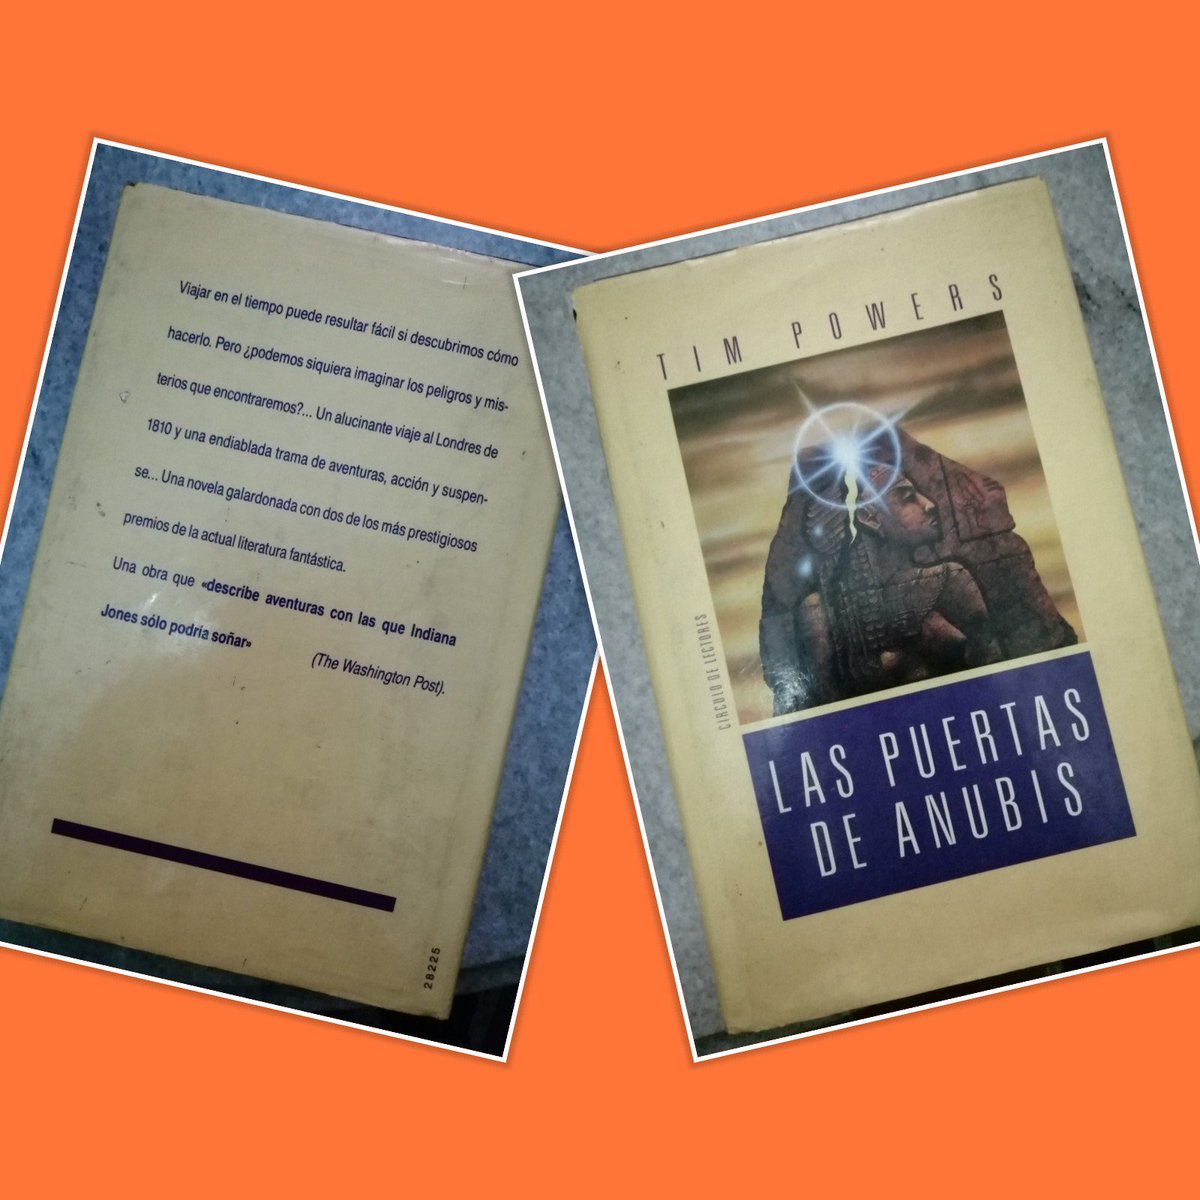 Viajar en el tiempo puede resultar fácil si descubrimos cómo
hacerlo. Pero ¿podemos siquiera imaginar los peligros y mis-
terios que encontraremos?... Un alucinante viaje al Londres de
1810 y una endiablada trama de aventuras, acción y suspen-
se... Una novela galardonada con dos de los más prestigiosos
premios de la actual literatura fantástica.
Una obra que «describe aventuras con las que Indiana
Jones sólo podría soñar»
(The Washington Post).
28225
TIM POWERS
CIRCULO DE LECTORES
LAS PUERTAS
DE ANUBIS